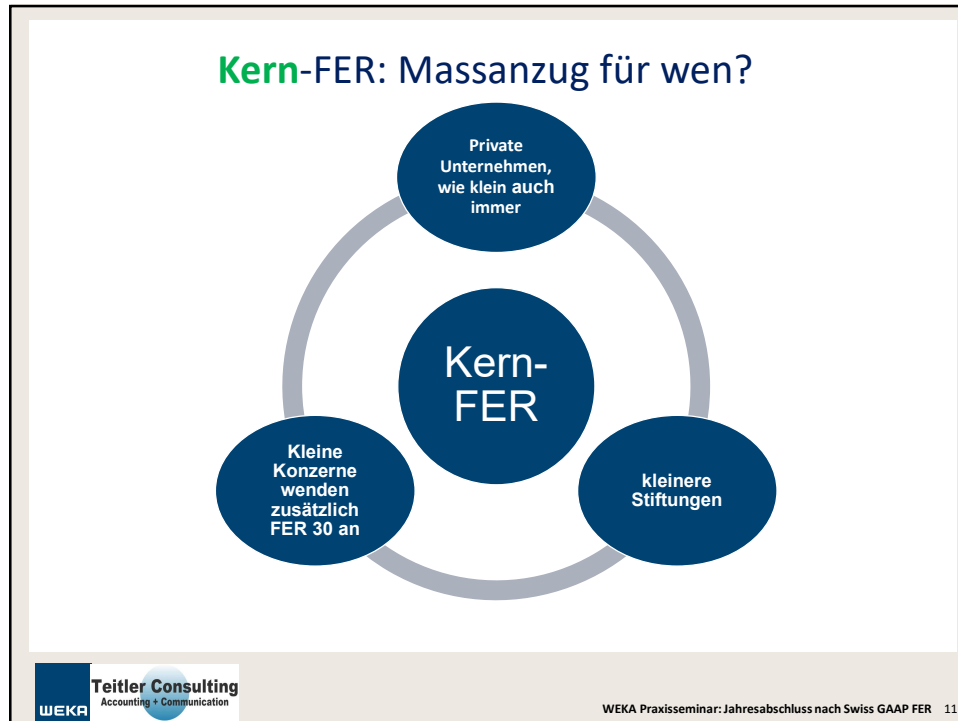 Kern-FER: Massanzug für wen?
Private
Unternehmen,
wie klein auch
immer
Kern-
FER
Kleine
Konzerne
wenden
zusätzlich
FER 30 an
kleinere
Stiftungen
WEKA
Teitler Consulting
Accounting + Communication
WEKA Praxisseminar: Jahresabschluss nach Swiss GAAP FER 11